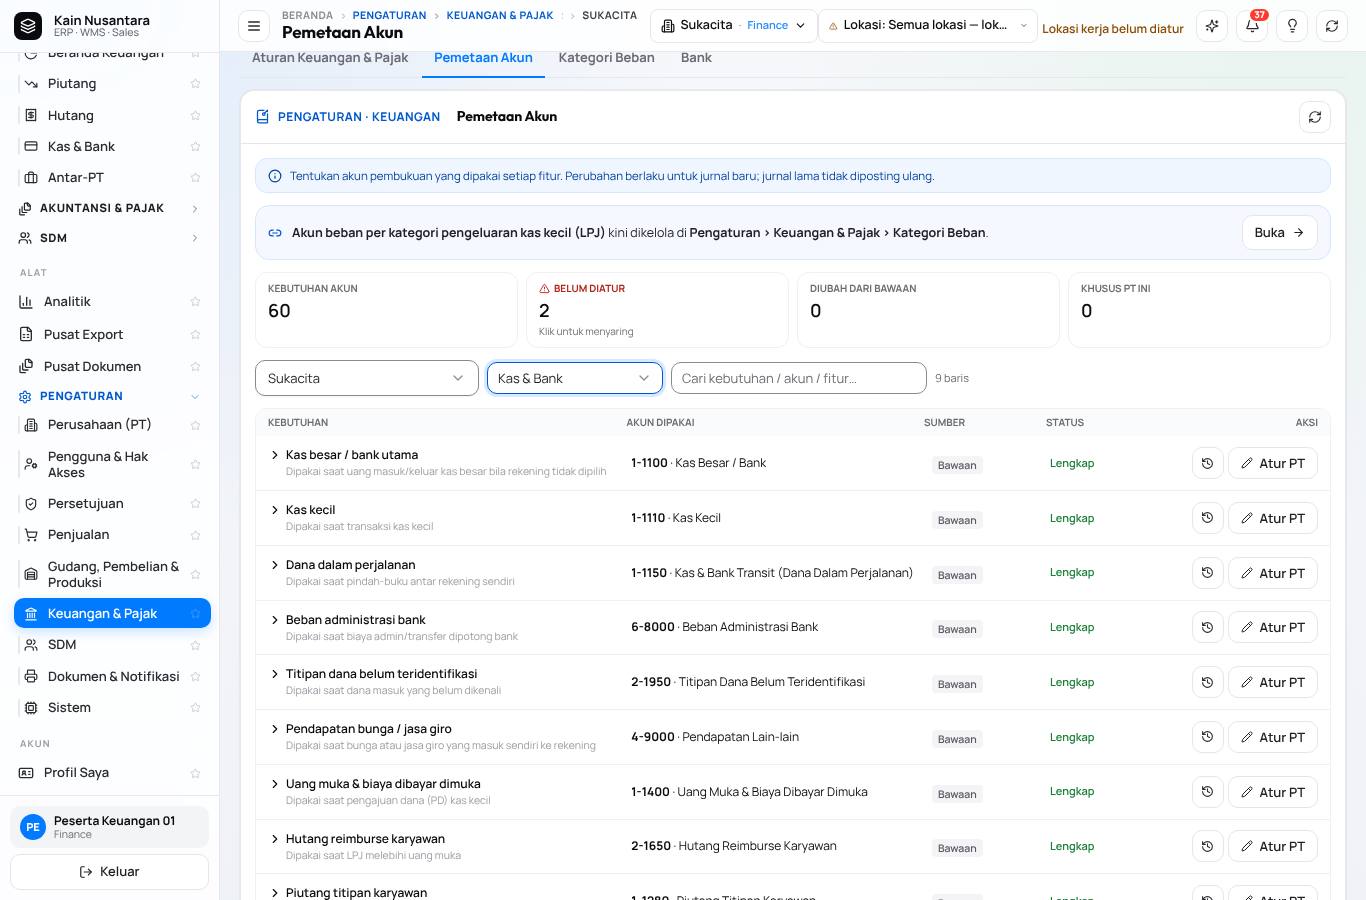 Kain Nusantara
ERP · WMS · Sales
Beranda Keuangan
Piutang
Hutang
Kas & Bank
Antar-PT
AKUNTANSI & PAJAK
SDM
ALAT
Analitik
Pusat Export
Pusat Dokumen
PENGATURAN
Perusahaan (PT)
Pengguna & Hak
Akses
Persetujuan
Penjualan
Gudang, Pembelian &
Produksi
Keuangan & Pajak
SDM
Dokumen & Notifikasi
Sistem
AKUN
Profil Saya
PE
Peserta Keuangan 01
Finance
Keluar
BERANDA › PENGATURAN › KEUANGAN & PAJAK : › SUKACITA
Pemetaan Akun
Sukacita · Finance
Lokasi: Semua lokasi — lok...
Lokasi kerja belum diatur
37
Aturan Keuangan & Pajak
Pemetaan Akun
Kategori Beban
Bank
PENGATURAN · KEUANGAN
Pemetaan Akun
Tentukan akun pembukuan yang dipakai setiap fitur. Perubahan berlaku untuk jurnal baru; jurnal lama tidak diposting ulang.
Akun beban per kategori pengeluaran kas kecil (LPJ) kini dikelola di Pengaturan › Keuangan & Pajak › Kategori Beban.
Buka →
KEBUTUHAN AKUN
60
BELUM DIATUR
2
Klik untuk menyaring
DIUBAH DARI BAWAAN
0
KHUSUS PT INI
0
Sukacita
Kas & Bank
Cari kebutuhan / akun / fitur...
9 baris
KEBUTUHAN AKUN DIPAKAI SUMBER STATUS AKSI
Kas besar / bank utama
Dipakai saat uang masuk/keluar kas besar bila rekening tidak dipilih
1-1100 · Kas Besar / Bank
Bawaan
Lengkap
Atur PT
Kas kecil
Dipakai saat transaksi kas kecil
1-1110 · Kas Kecil
Bawaan
Lengkap
Atur PT
Dana dalam perjalanan
Dipakai saat pindah-buku antar rekening sendiri
1-1150 · Kas & Bank Transit (Dana Dalam Perjalanan)
Bawaan
Lengkap
Atur PT
Beban administrasi bank
Dipakai saat biaya admin/transfer dipotong bank
6-8000 · Beban Administrasi Bank
Bawaan
Lengkap
Atur PT
Titipan dana belum teridentifikasi
Dipakai saat dana masuk yang belum dikenali
2-1950 · Titipan Dana Belum Teridentifikasi
Bawaan
Lengkap
Atur PT
Pendapatan bunga / jasa giro
Dipakai saat bunga atau jasa giro yang masuk sendiri ke rekening
4-9000 · Pendapatan Lain-lain
Bawaan
Lengkap
Atur PT
Uang muka & biaya dibayar dimuka
Dipakai saat pengajuan dana (PD) kas kecil
1-1400 · Uang Muka & Biaya Dibayar Dimuka
Bawaan
Lengkap
Atur PT
Hutang reimburse karyawan
Dipakai saat LPJ melebihi uang muka
2-1650 · Hutang Reimburse Karyawan
Bawaan
Lengkap
Atur PT
Piutang titipan karyawan
1-1280 · Piutang Titipan Karyawan
Lengkap
Atur PT